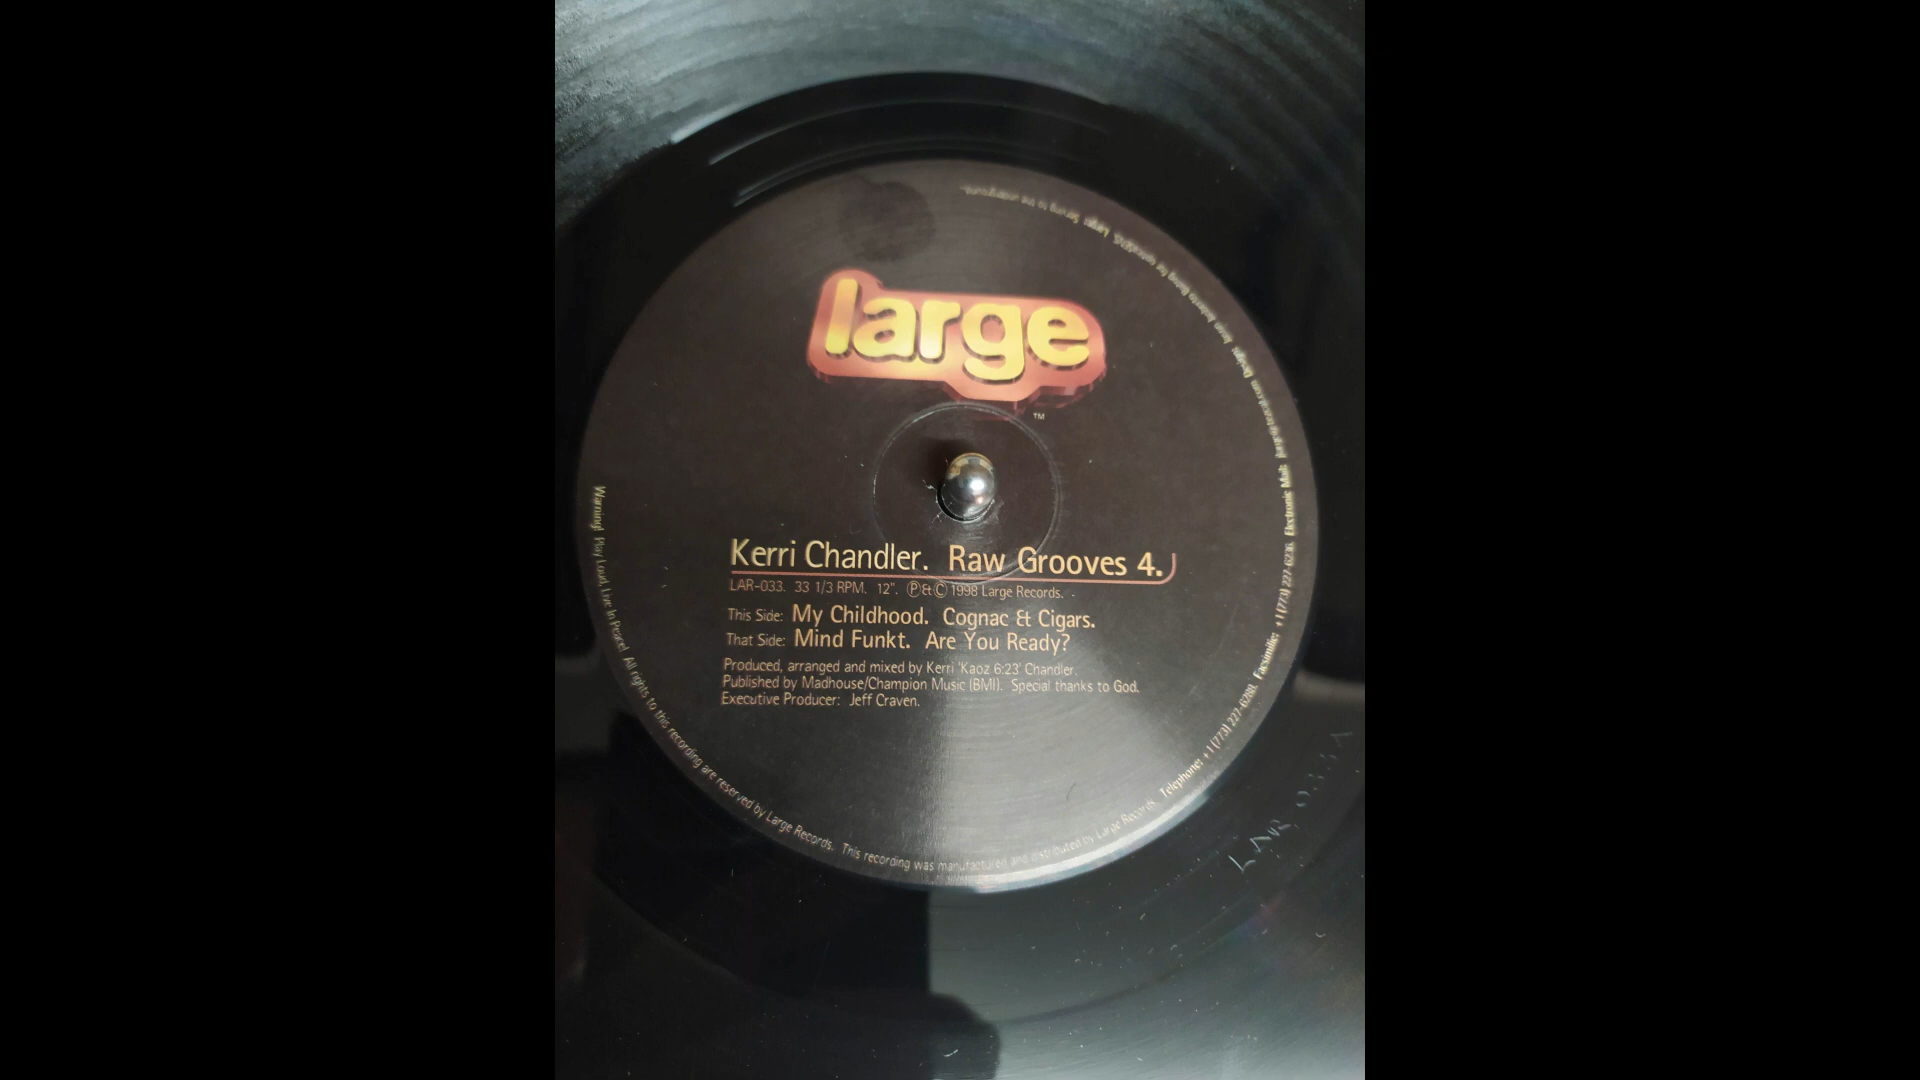 large
™
Kerri Chandler. Raw Grooves 4.
LAR-033. 33 1/3 RPM. 12". Ⓟ&© 1998 Large Records.
This Side: My Childhood. Cognac & Cigars.
That Side: Mind Funkt. Are You Ready?
Produced, arranged and mixed by Kerri 'Kaoz 6:23' Chandler.
Published by Madhouse/Champion Music (BMI). Special thanks to God.
Executive Producer: Jeff Craven.
Warning! Play Loud, Live In Peace! All rights to this recording are reserved by Large Records. This recording was manufactured and distributed by Large Records. Telephone: +1 (773) 227-6288. Facsimile: +1 (773) 227-6236. Electronic Mail: Design:
LAR 033 A